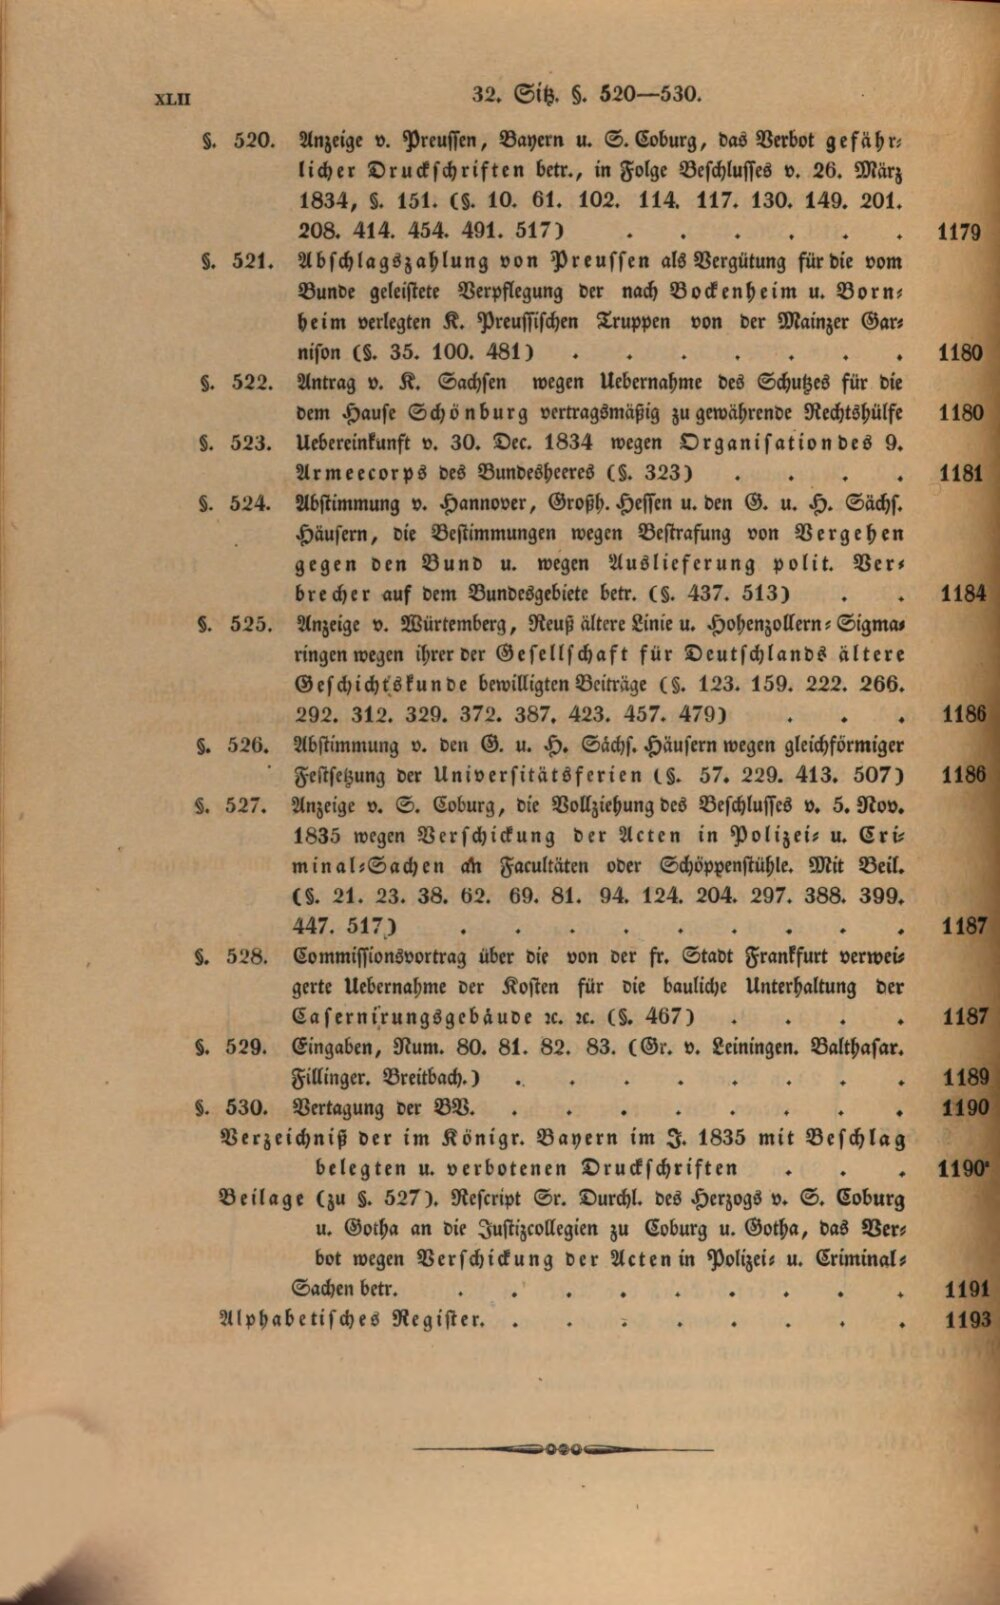 XLII 32. Sitz. §. 520—530.
§. 520. Anzeige v. Preussen, Bayern u. S. Coburg, das Verbot gefähr-
licher Druckschriften betr., in Folge Beschlusses v. 26. März
1834, §. 151. (§. 10. 61. 102. 114. 117. 130. 149. 201.
208. 414. 454. 491. 517) . . . . . . 1179
§. 521. Abschlagszahlung von Preussen als Vergütung für die vom
Bunde geleistete Verpflegung der nach Bockenheim u. Born-
heim verlegten K. Preussischen Truppen von der Mainzer Gar-
nison (§. 35. 100. 481) . . . . . . . 1180
§. 522. Antrag v. K. Sachsen wegen Uebernahme des Schutzes für die
dem Hause Schönburg vertragsmäßig zu gewährende Rechtshülfe 1180
§. 523. Uebereinkunft v. 30. Dec. 1834 wegen Organisation des 9.
Armeecorps des Bundesheeres (§. 323) . . . . 1181
§. 524. Abstimmung v. Hannover, Großh. Hessen u. den G. u. H. Sächs.
Häusern, die Bestimmungen wegen Bestrafung von Vergehen
gegen den Bund u. wegen Auslieferung polit. Ver-
brecher auf dem Bundesgebiete betr. (§. 437. 513) . . 1184
§. 525. Anzeige v. Würtemberg, Reuß ältere Linie u. Hohenzollern-Sigma-
ringen wegen ihrer der Gesellschaft für Deutschlands ältere
Geschichtskunde bewilligten Beiträge (§. 123. 159. 222. 266.
292. 312. 329. 372. 387. 423. 457. 479) . . . 1186
§. 526. Abstimmung v. den G. u. H. Sächs. Häusern wegen gleichförmiger
Festsetzung der Universitätsferien (§. 57. 229. 413. 507) 1186
§. 527. Anzeige v. S. Coburg, die Vollziehung des Beschlusses v. 5. Nov.
1835 wegen Verschickung der Acten in Polizei- u. Cri-
minal-Sachen an Facultäten oder Schöppenstühle. Mit Beil.
(§. 21. 23. 38. 62. 69. 81. 94. 124. 204. 297. 388. 399.
447. 517) . . . . . . . . . 1187
§. 528. Commissionsvortrag über die von der fr. Stadt Frankfurt verwei-
gerte Uebernahme der Kosten für die bauliche Unterhaltung der
Casernirungsgebäude ꝛc. ꝛc. (§. 467) . . . . 1187
§. 529. Eingaben, Num. 80. 81. 82. 83. (Gr. v. Leiningen. Balthasar.
Fillinger. Breitbach.) . . . . . . . . 1189
§. 530. Vertagung der BV. . . . . . . . . 1190
Verzeichniß der im Königr. Bayern im J. 1835 mit Beschlag
belegten u. verbotenen Druckschriften . . . 1190ᵃ
Beilage (zu §. 527). Rescript Sr. Durchl. des Herzogs v. S. Coburg
u. Gotha an die Justizcollegien zu Coburg u. Gotha, das Ver-
bot wegen Verschickung der Acten in Polizei- u. Criminal-
Sachen betr. . . . . . . . . . 1191
Alphabetisches Register. . . . . . . . . 1193